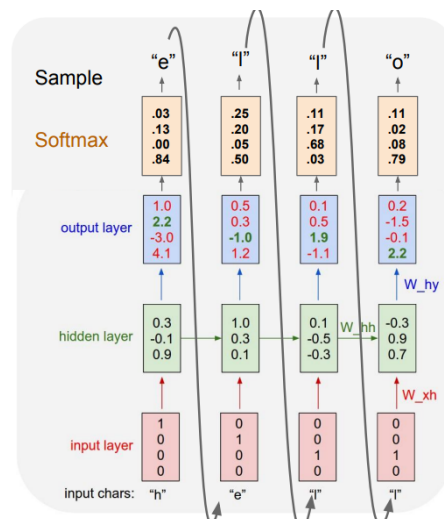 Sample “e” “l” “l” “o”
Softmax
.03 .25 .11 .11
.13 .20 .17 .02
.00 .05 .68 .08
.84 .50 .03 .79
output layer
1.0 0.5 0.1 0.2
2.2 0.3 0.5 -1.5
-3.0 -1.0 1.9 -0.1
4.1 1.2 -1.1 2.2
W_hy
hidden layer
0.3 1.0 0.1 -0.3
-0.1 0.3 -0.5 0.9
0.9 0.1 -0.3 0.7
W_hh
W_xh
input layer
1 0 0 0
0 1 0 0
0 0 1 1
0 0 0 0
input chars: “h” “e” “l” “l”